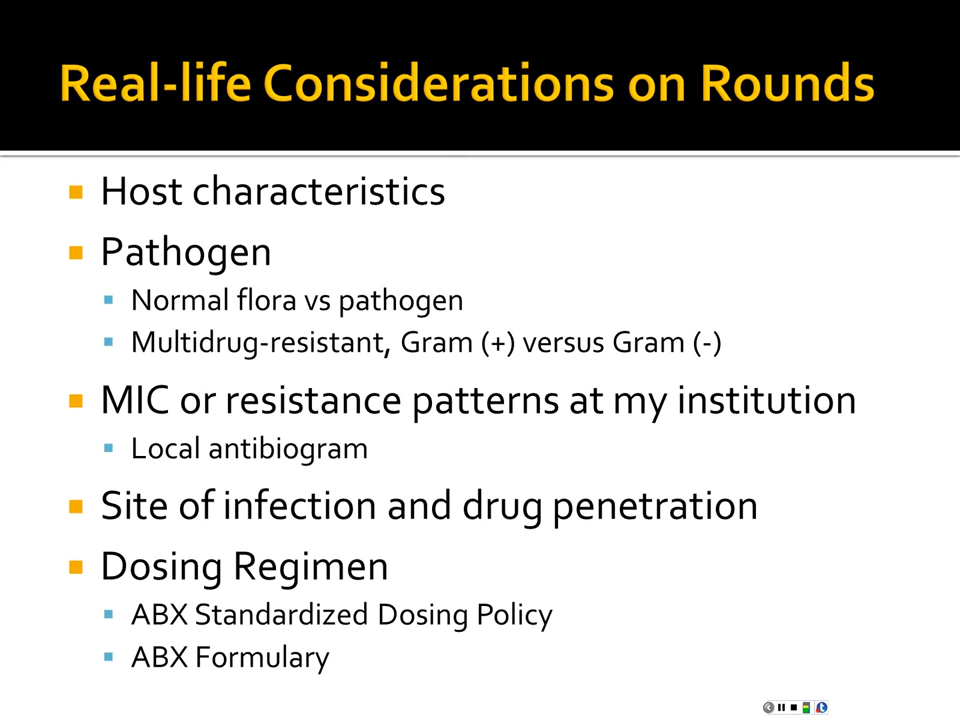 Real-life Considerations on Rounds
Host characteristics
Pathogen
Normal flora vs pathogen
Multidrug-resistant, Gram (+) versus Gram (-)
MIC or resistance patterns at my institution
Local antibiogram
Site of infection and drug penetration
Dosing Regimen
ABX Standardized Dosing Policy
ABX Formulary